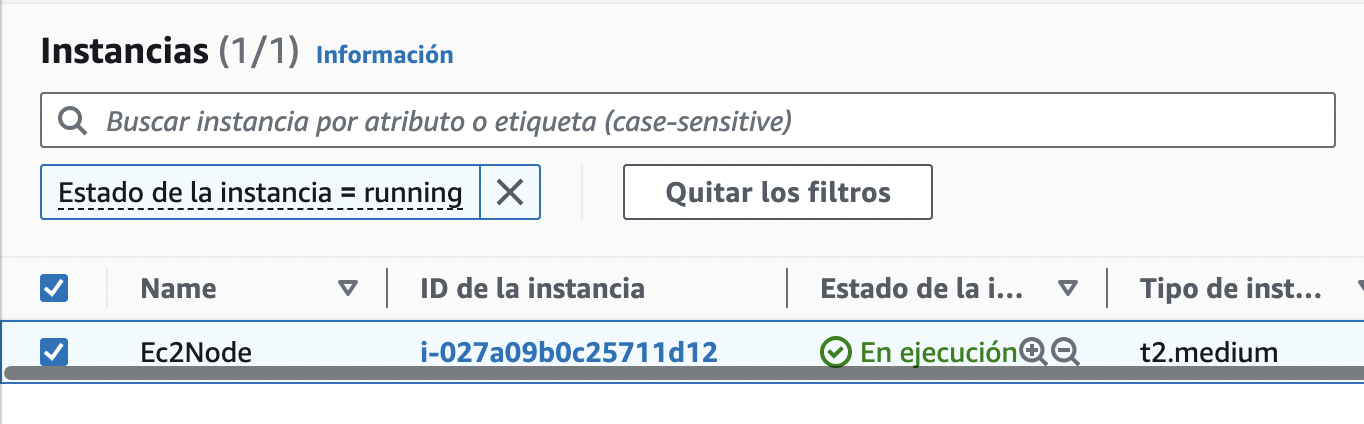 Instancias (1/1) Información
Buscar instancia por atributo o etiqueta (case-sensitive)
Estado de la instancia = running Quitar los filtros
Name ID de la instancia Estado de la i... Tipo de inst...
Ec2Node i-027a09b0c25711d12 En ejecución t2.medium